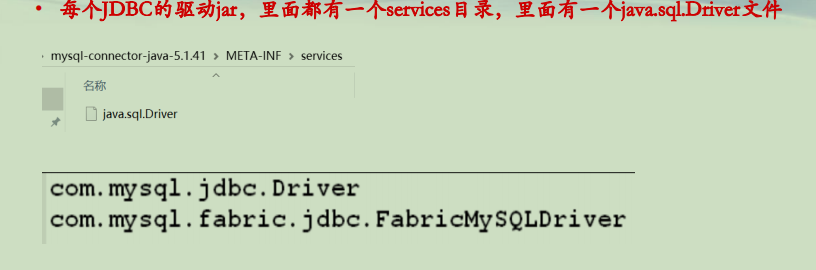 • 每个JDBC的驱动jar，里面都有一个services目录，里面有一个java.sql.Driver文件
mysql-connector-java-5.1.41 > META-INF > services
名称
java.sql.Driver
com.mysql.jdbc.Driver
com.mysql.fabric.jdbc.FabricMySQLDriver